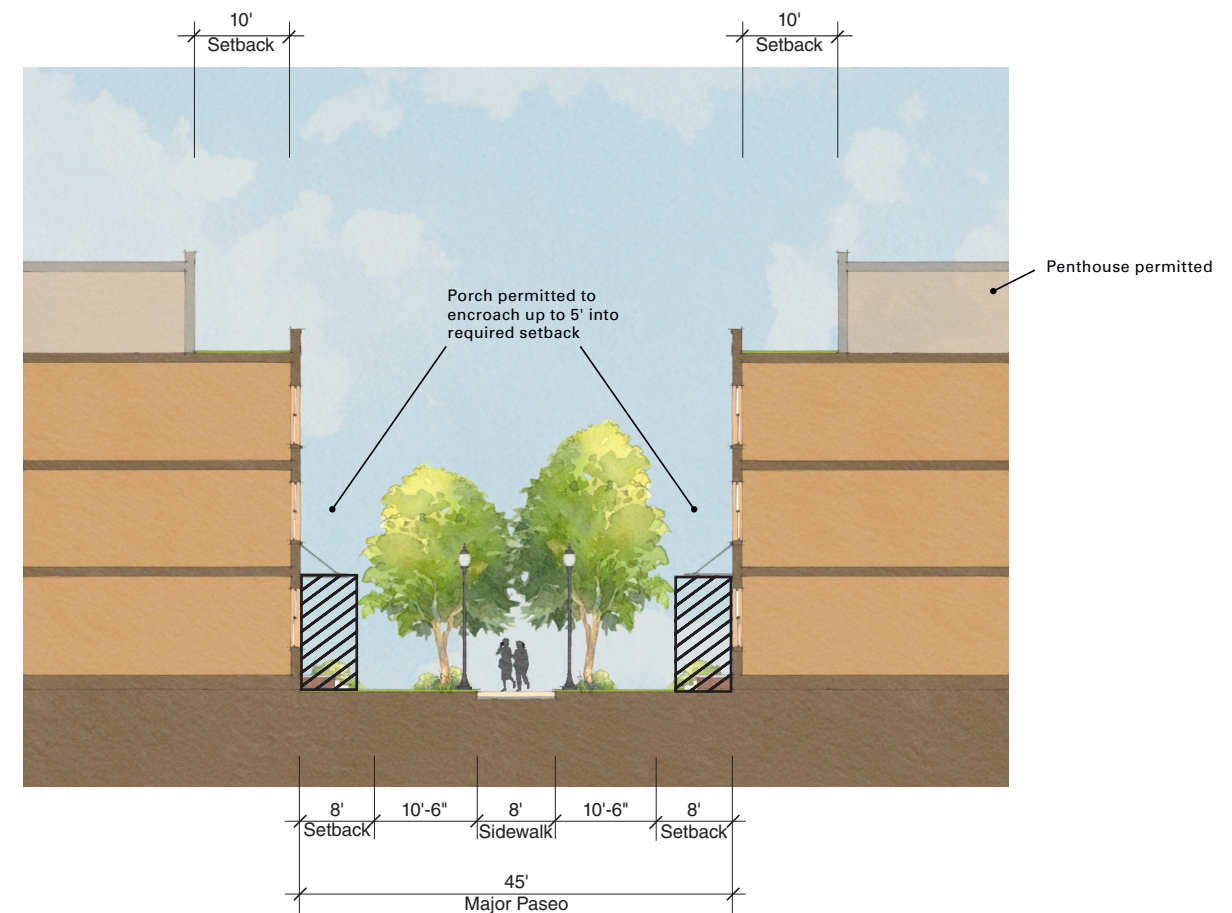 10'
Setback
10'
Setback
Penthouse permitted
Porch permitted to
encroach up to 5' into
required setback
8'
Setback
10'-6"
8'
Sidewalk
10'-6"
8'
Setback
45'
Major Paseo